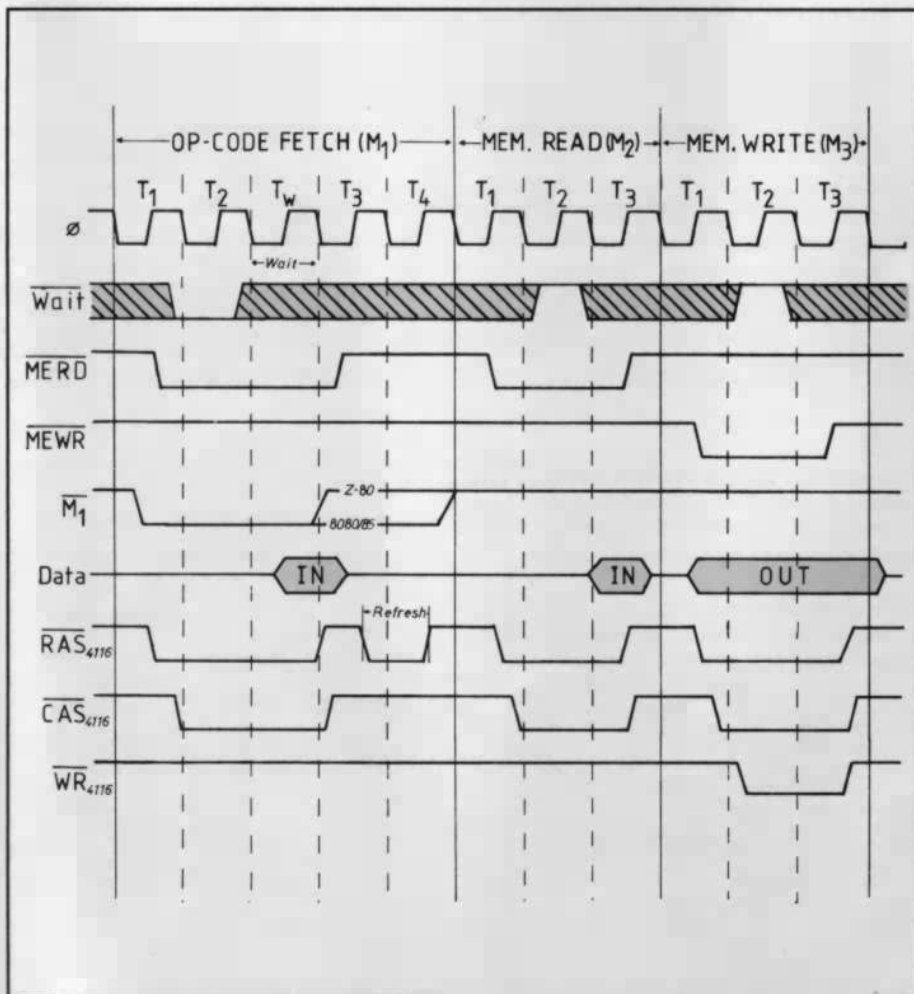 OP-CODE FETCH (M1) MEM. READ (M2) MEM. WRITE (M3)
T1 T2 Tw T3 T4 T1 T2 T3 T1 T2 T3
ø
Wait
Wait
MERD
MEWR
Z-80
M1
8080/85
Data IN IN OUT
Refresh
RAS4116
CAS4116
WR4116